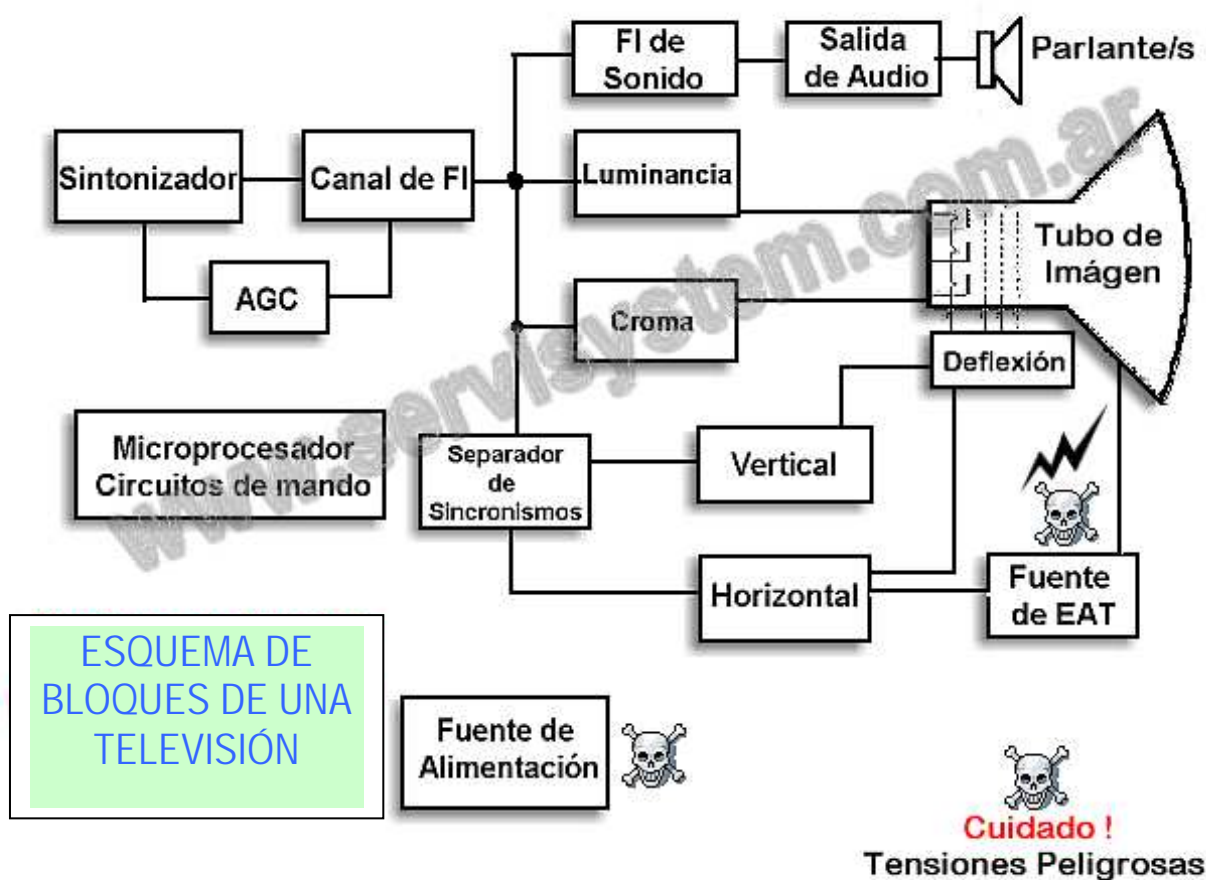 FI de
Sonido
Salida
de Audio
Parlante/s
Sintonizador
Canal de FI
Luminancia
Tubo de
Imágen
AGC
Croma
Deflexión
Microprocesador
Circuitos de mando
Separador
de
Sincronismos
Vertical
Horizontal
Fuente
de EAT
www.servisystem.com.ar
ESQUEMA DE
BLOQUES DE UNA
TELEVISIÓN
Fuente de
Alimentación
Cuidado !
Tensiones Peligrosas